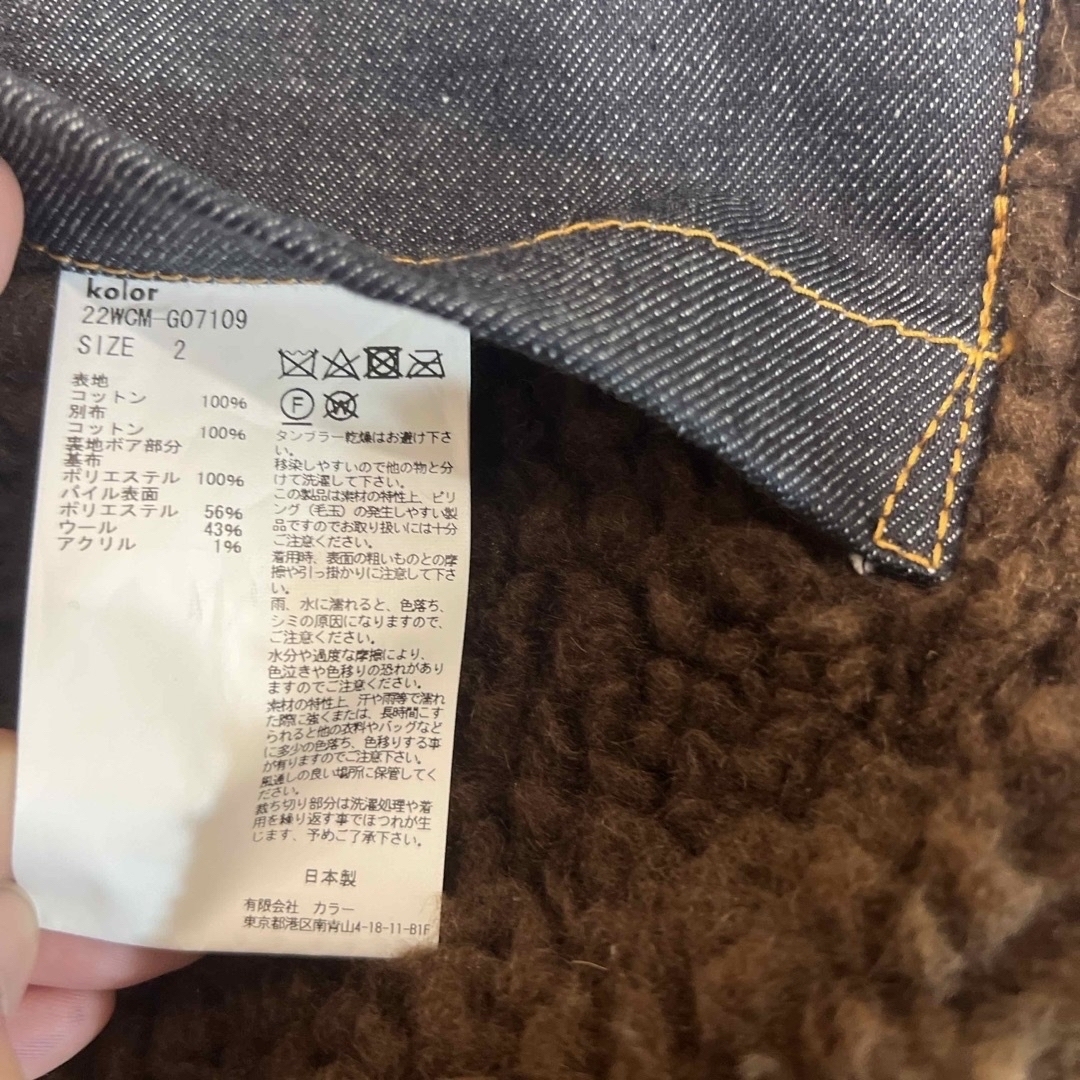 kolor
22WCM-G07109
SIZE 2
表地
コットン 100%
別布
コットン 100%
裏地ボア部分
基布
ポリエステル 100%
パイル表面
ポリエステル 56%
ウール 43%
アクリル 1%
F
W
タンブラー乾燥はお避け下さ
い。
移染しやすいので他の物と分
けて洗濯して下さい。
この製品は素材の特性上、ピリ
ング(毛玉)の発生しやすい製
品ですのでお取り扱いには十分
ご注意ください。
着用時、表面の粗いものとの摩
擦や引っ掛かりに注意して下さ
い。
雨、水に濡れると、色落ち、
シミの原因になりますので、
ご注意ください。
水分や過度な摩擦により、
色泣きや色移りの恐れがあり
ますのでご注意ください。
素材の特性上、汗や雨等で濡れ
た際に強くまたは、長時間こす
られると他の衣料やバッグなど
に多少の色落ち、色移りする事
が有りますのでご注意下さい。
風通しの良い場所に保管してく
ださい。
裁ち切り部分は洗濯処理や着
用を繰り返す事でほつれが生
じます、予めご了承下さい。
日本製
有限会社 カラー
東京都港区南青山4-18-11-B1F